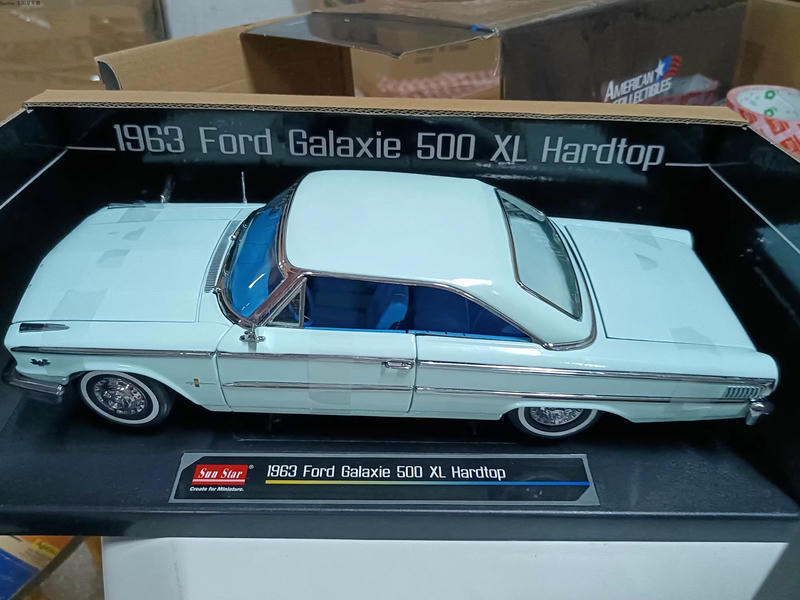 AMERICAN
COLLECTIBLES
1963 Ford Galaxie 500 XL Hardtop
Sun Star®
Create for Miniature.
1963 Ford Galaxie 500 XL Hardtop